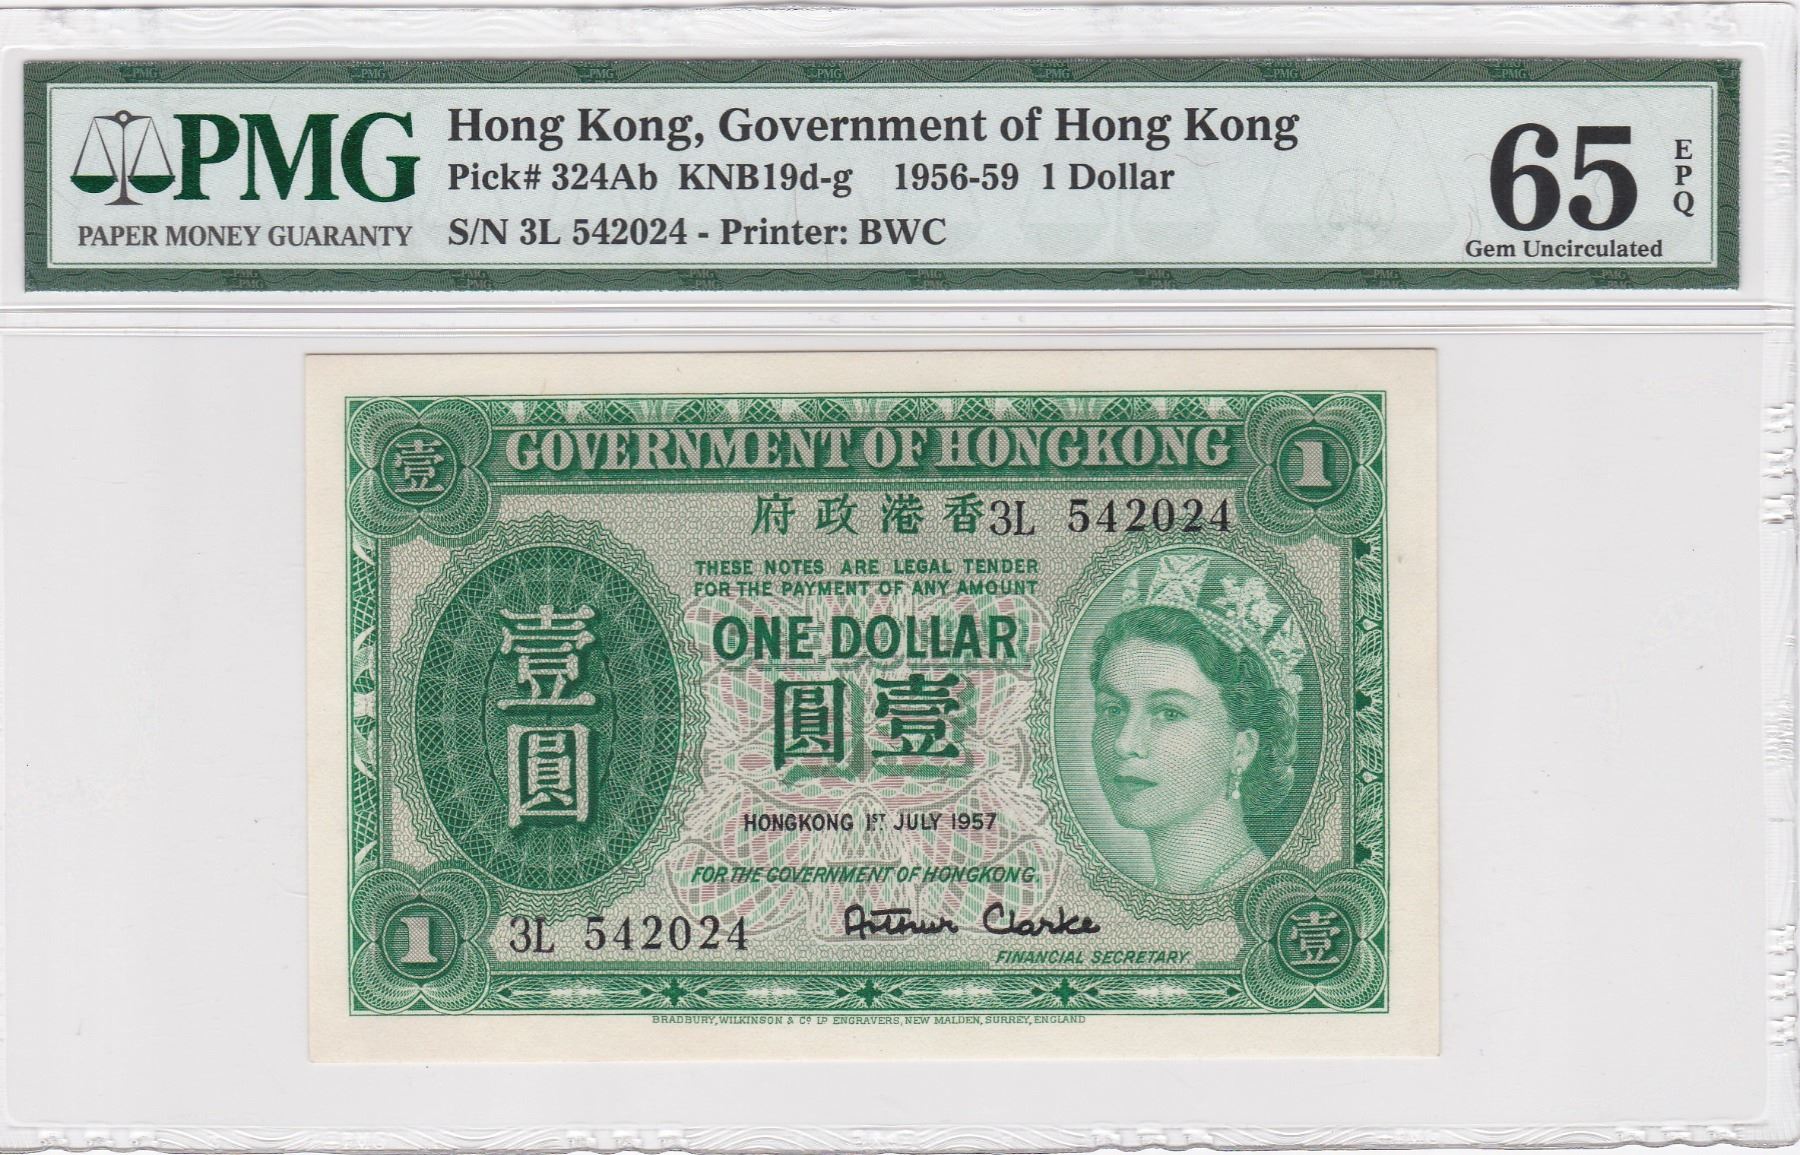 PMG
PAPER MONEY GUARANTY
Hong Kong, Government of Hong Kong
Pick# 324Ab KNB19d-g 1956-59 1 Dollar
S/N 3L 542024 - Printer: BWC
65
EPQ
Gem Uncirculated
壹
GOVERNMENT OF HONGKONG
1
府政港香
3L 542024
THESE NOTES ARE LEGAL TENDER
FOR THE PAYMENT OF ANY AMOUNT
ONE DOLLAR
圓壹
壹
圓
HONGKONG 1ST JULY 1957
FOR THE GOVERNMENT OF HONGKONG.
1
3L 542024
Arthur Clarke
FINANCIAL SECRETARY.
壹
BRADBURY, WILKINSON & Co LD ENGRAVERS, NEW MALDEN, SURREY, ENGLAND